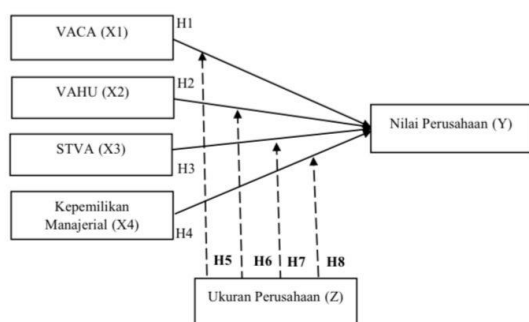 VACA (X1)
H1
VAHU (X2)
H2
STVA (X3)
H3
Kepemilikan
Manajerial (X4)
H4
Nilai Perusahaan (Y)
H5 H6 H7 H8
Ukuran Perusahaan (Z)